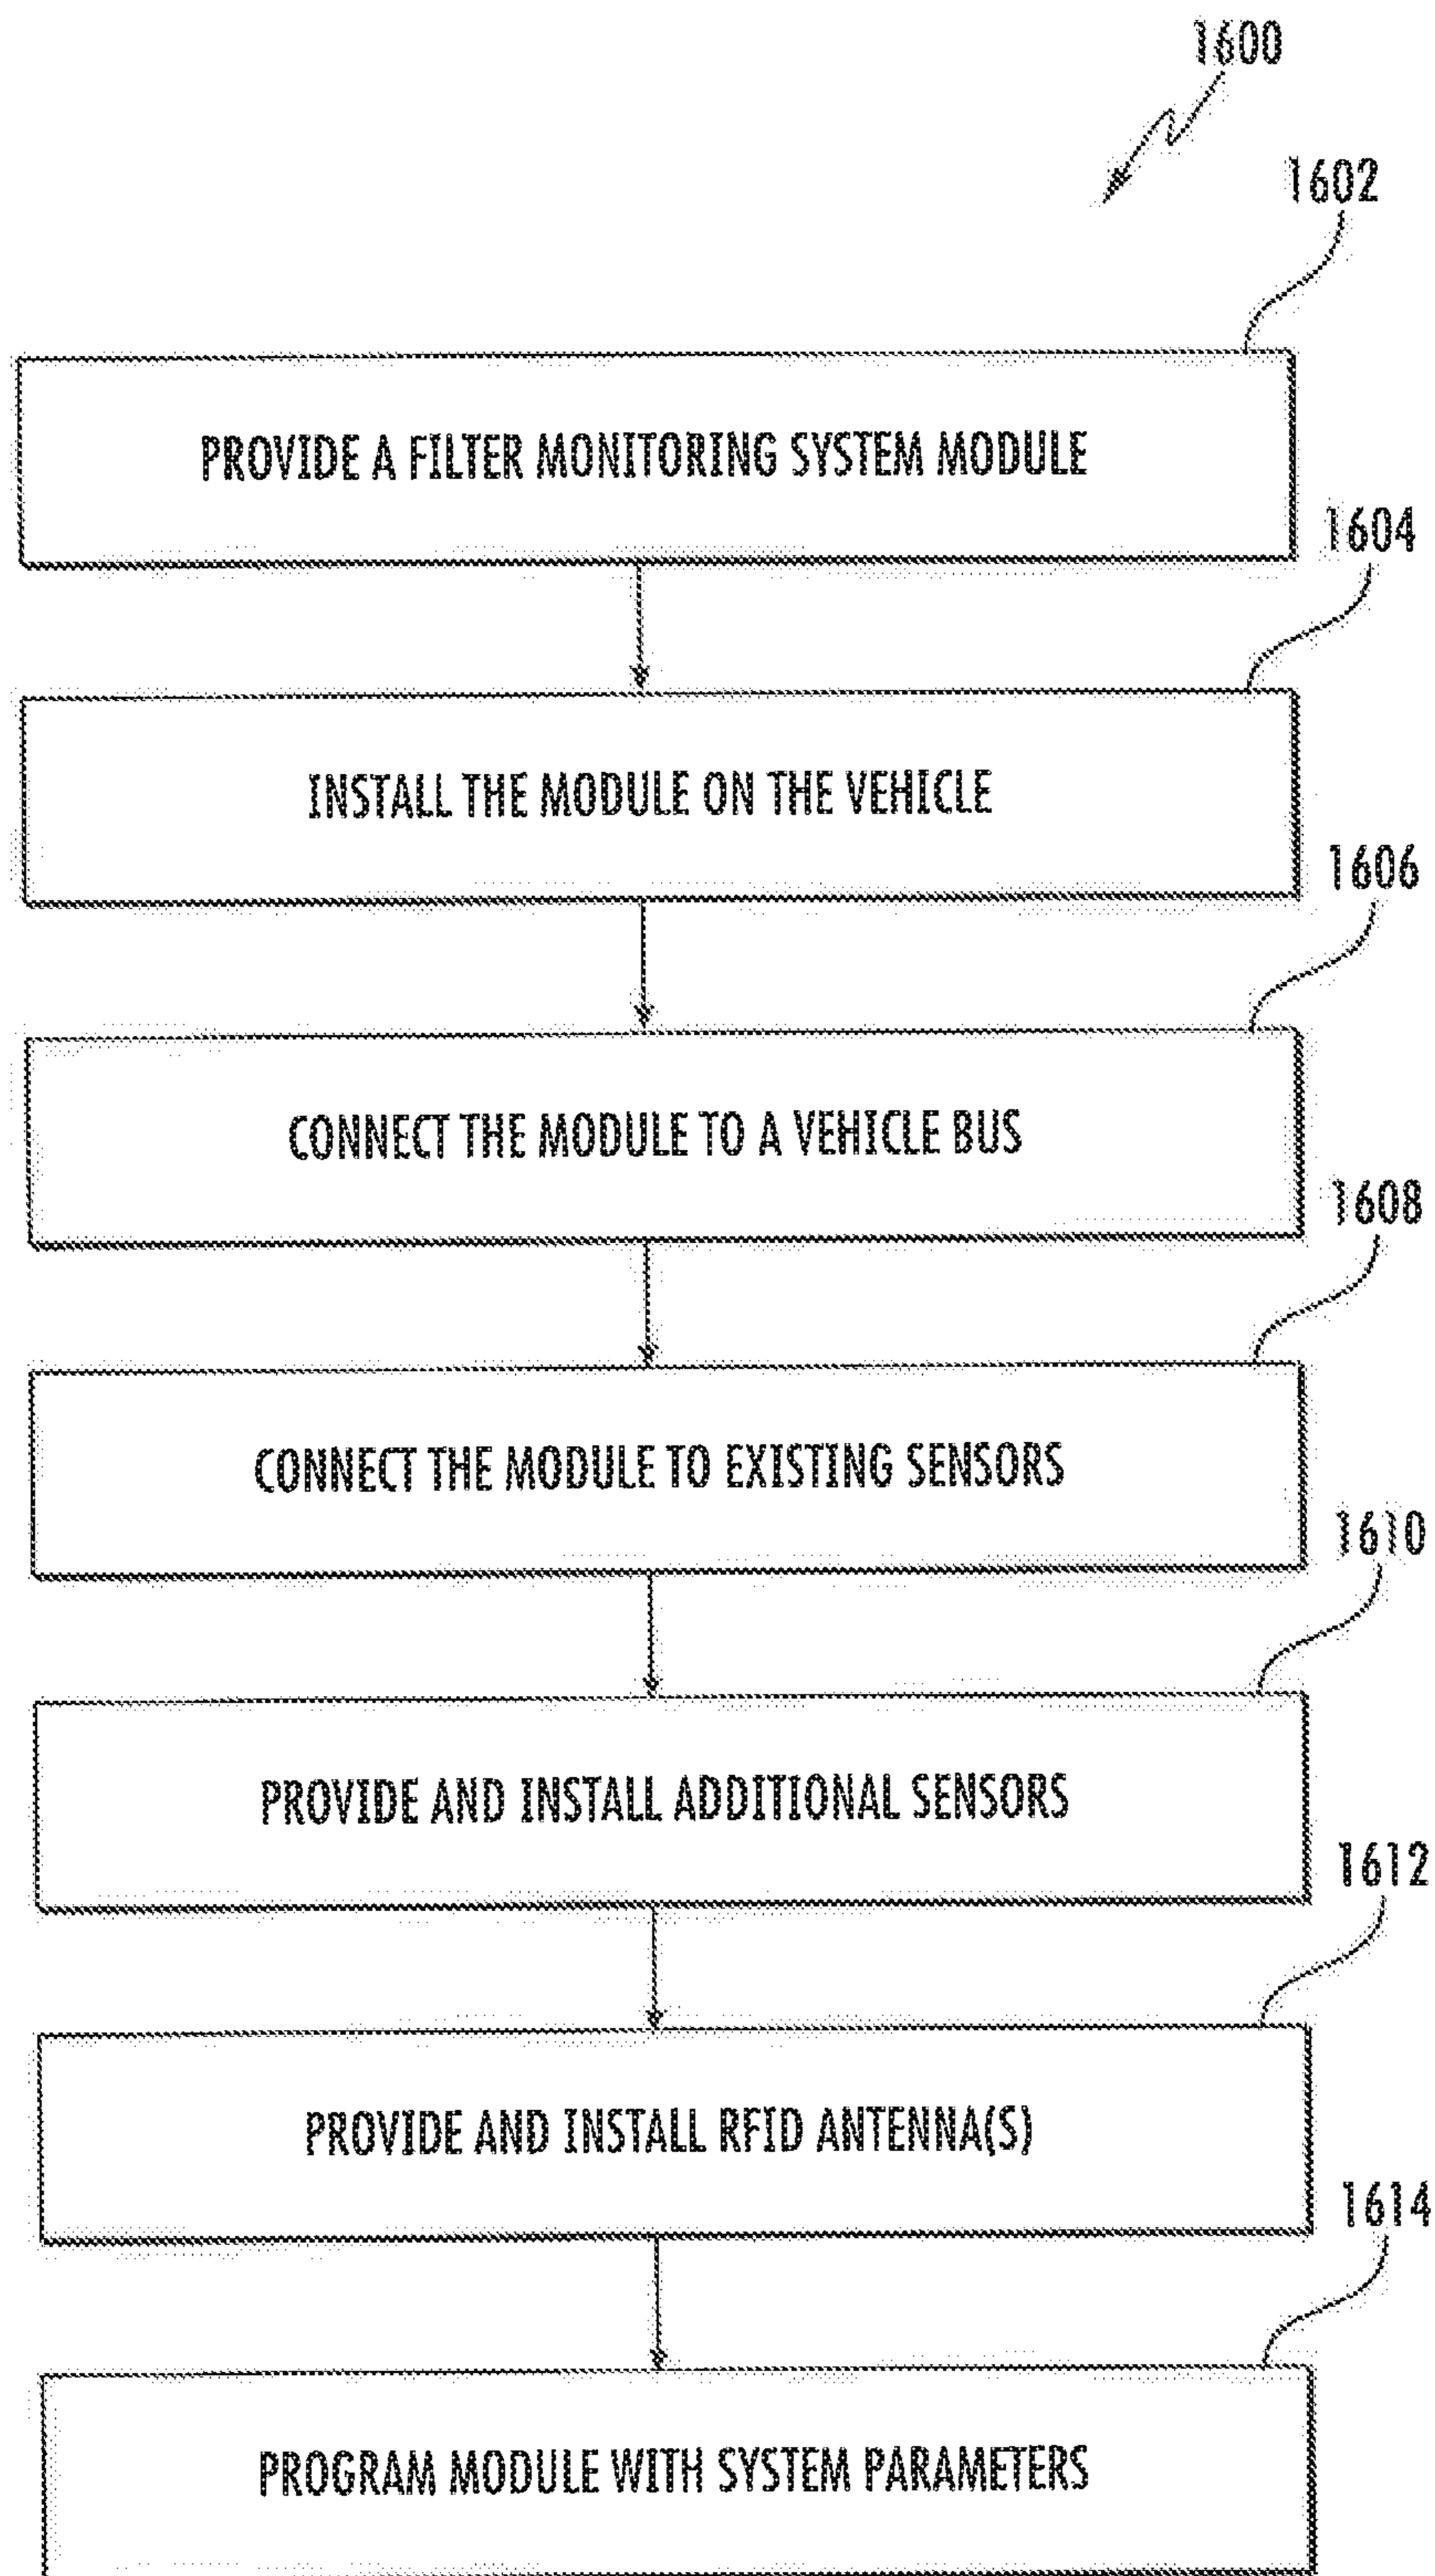 1600
1602
PROVIDE A FILTER MONITORING SYSTEM MODULE
1604
INSTALL THE MODULE ON THE VEHICLE
1606
CONNECT THE MODULE TO A VEHICLE BUS
1608
CONNECT THE MODULE TO EXISTING SENSORS
1610
PROVIDE AND INSTALL ADDITIONAL SENSORS
1612
PROVIDE AND INSTALL RFID ANTENNA(S)
1614
PROGRAM MODULE WITH SYSTEM PARAMETERS